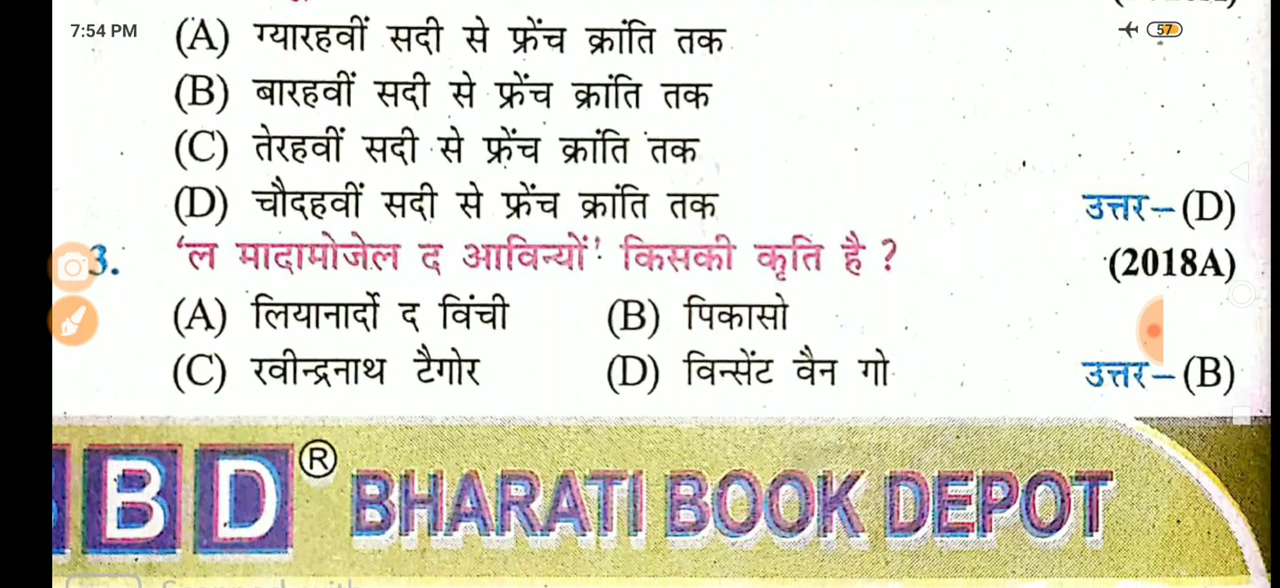 7:54 PM
57
(A) ग्यारहवीं सदी से फ्रेंच क्रांति तक
(B) बारहवीं सदी से फ्रेंच क्रांति तक
(C) तेरहवीं सदी से फ्रेंच क्रांति तक
(D) चौदहवीं सदी से फ्रेंच क्रांति तक उत्तर–(D)
3. ‘ल मादामोजेल द आविन्यों’ किसकी कृति है ? (2018A)
(A) लियानार्दो द विंची (B) पिकासो
(C) रवीन्द्रनाथ टैगोर (D) विन्सेंट वैन गो उत्तर–(B)
BD® BHARATI BOOK DEPOT